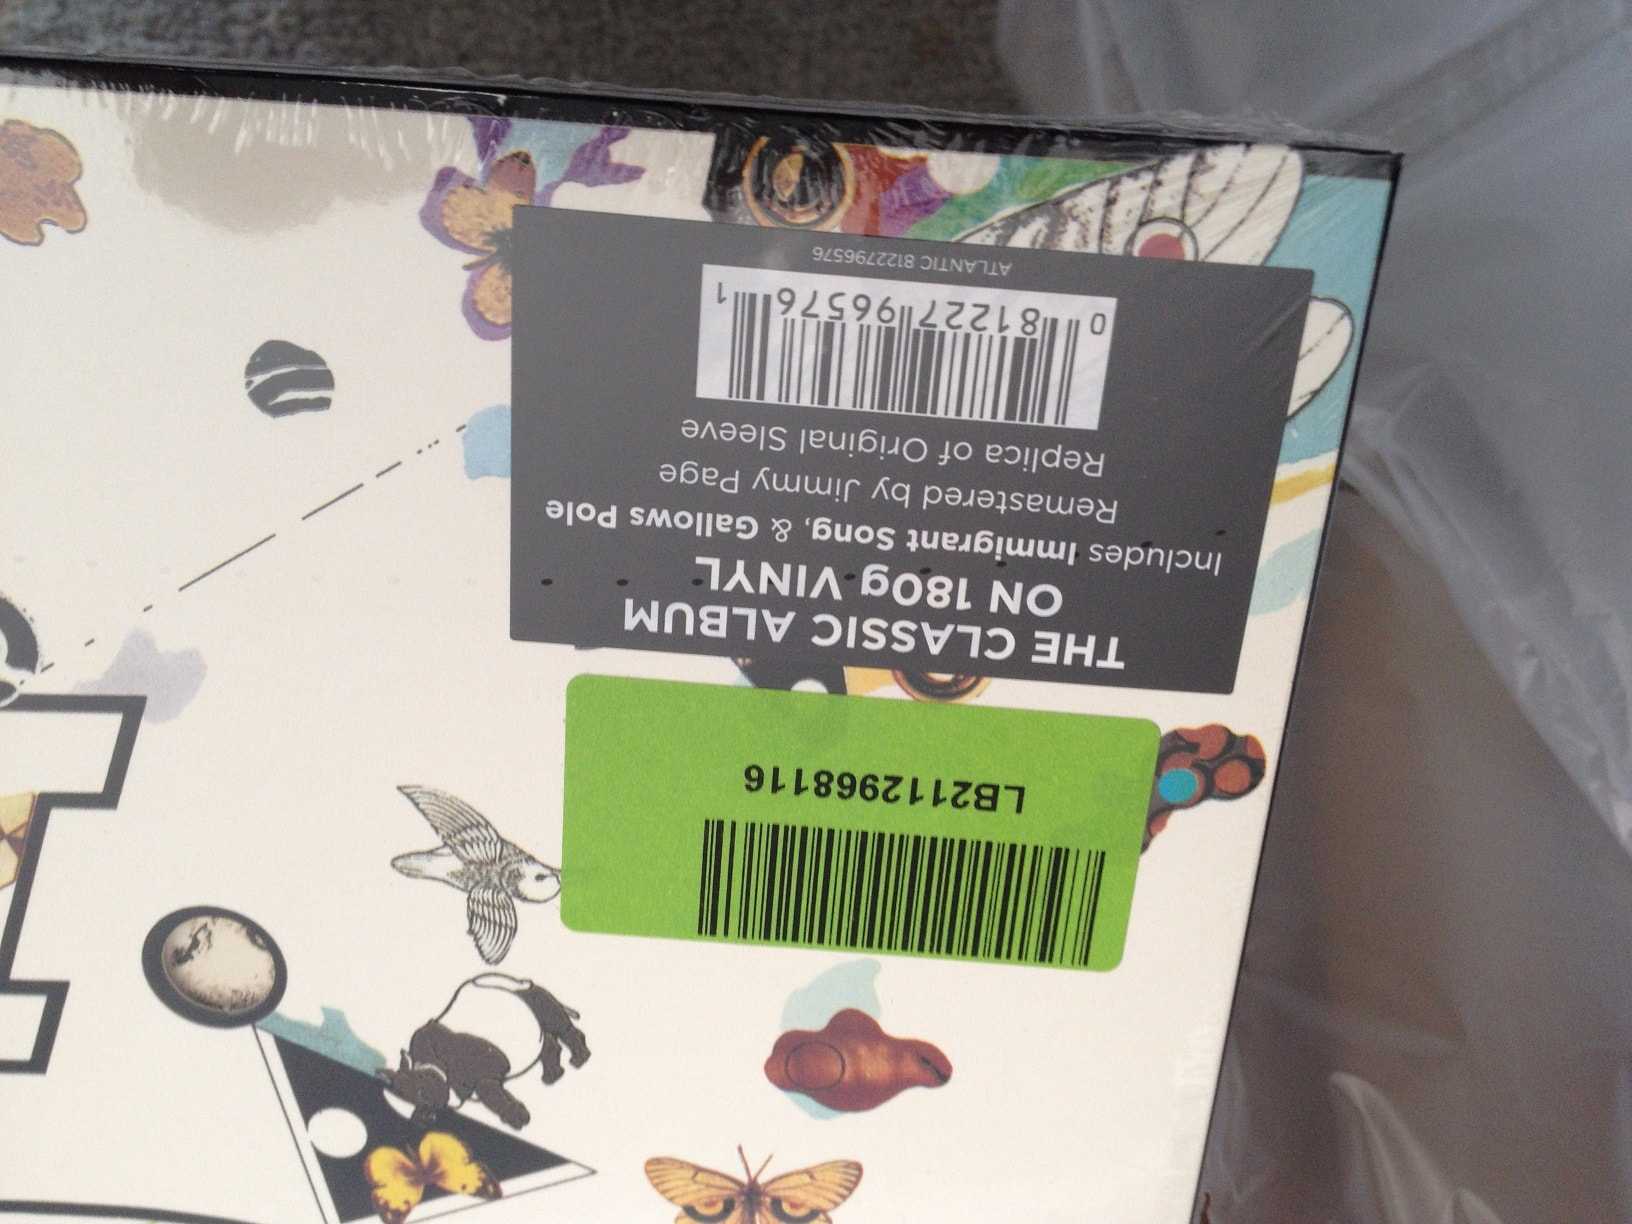 LB2112968116
THE CLASSIC ALBUM
ON 180g VINYL
Includes Immigrant Song, & Gallows Pole
Remastered by Jimmy Page
Replica of Original Sleeve
0 81227 96576 1
ATLANTIC 8122796576